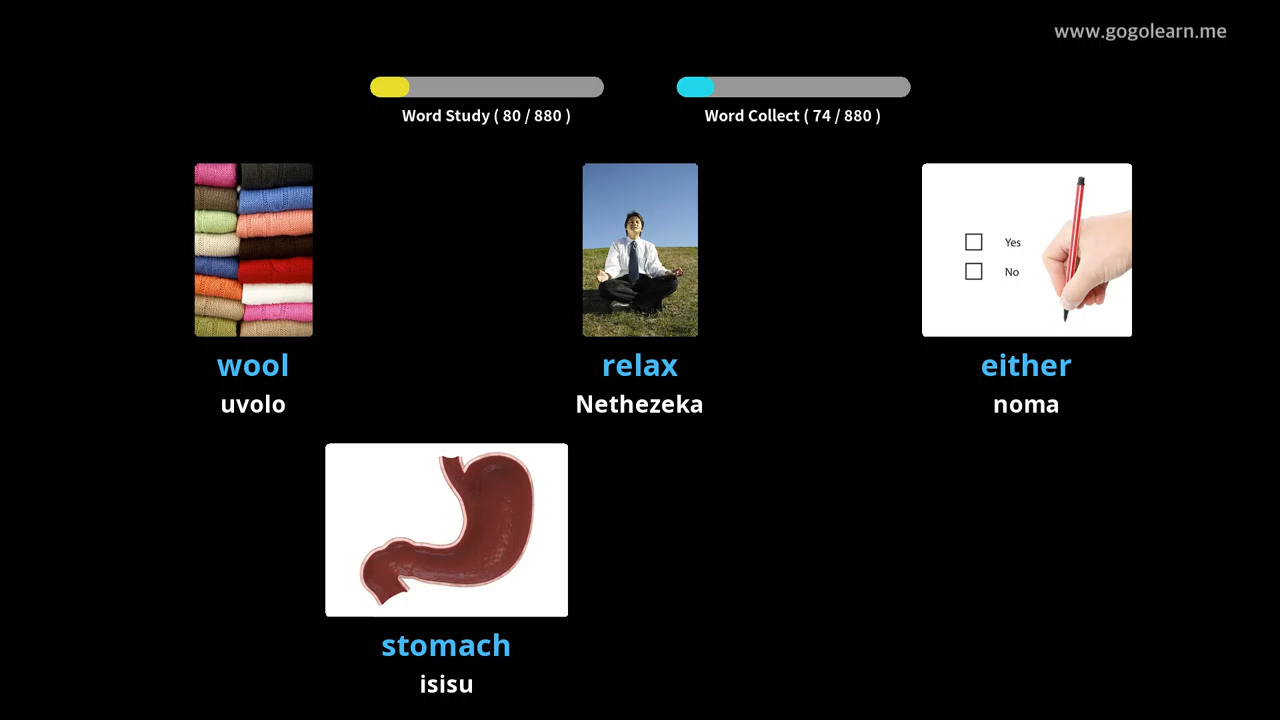 www.gogolearn.me
Word Study ( 80 / 880 )
Word Collect ( 74 / 880 )
Yes
No
wool
relax
either
uvolo
Nethezeka
noma
stomach
isisu